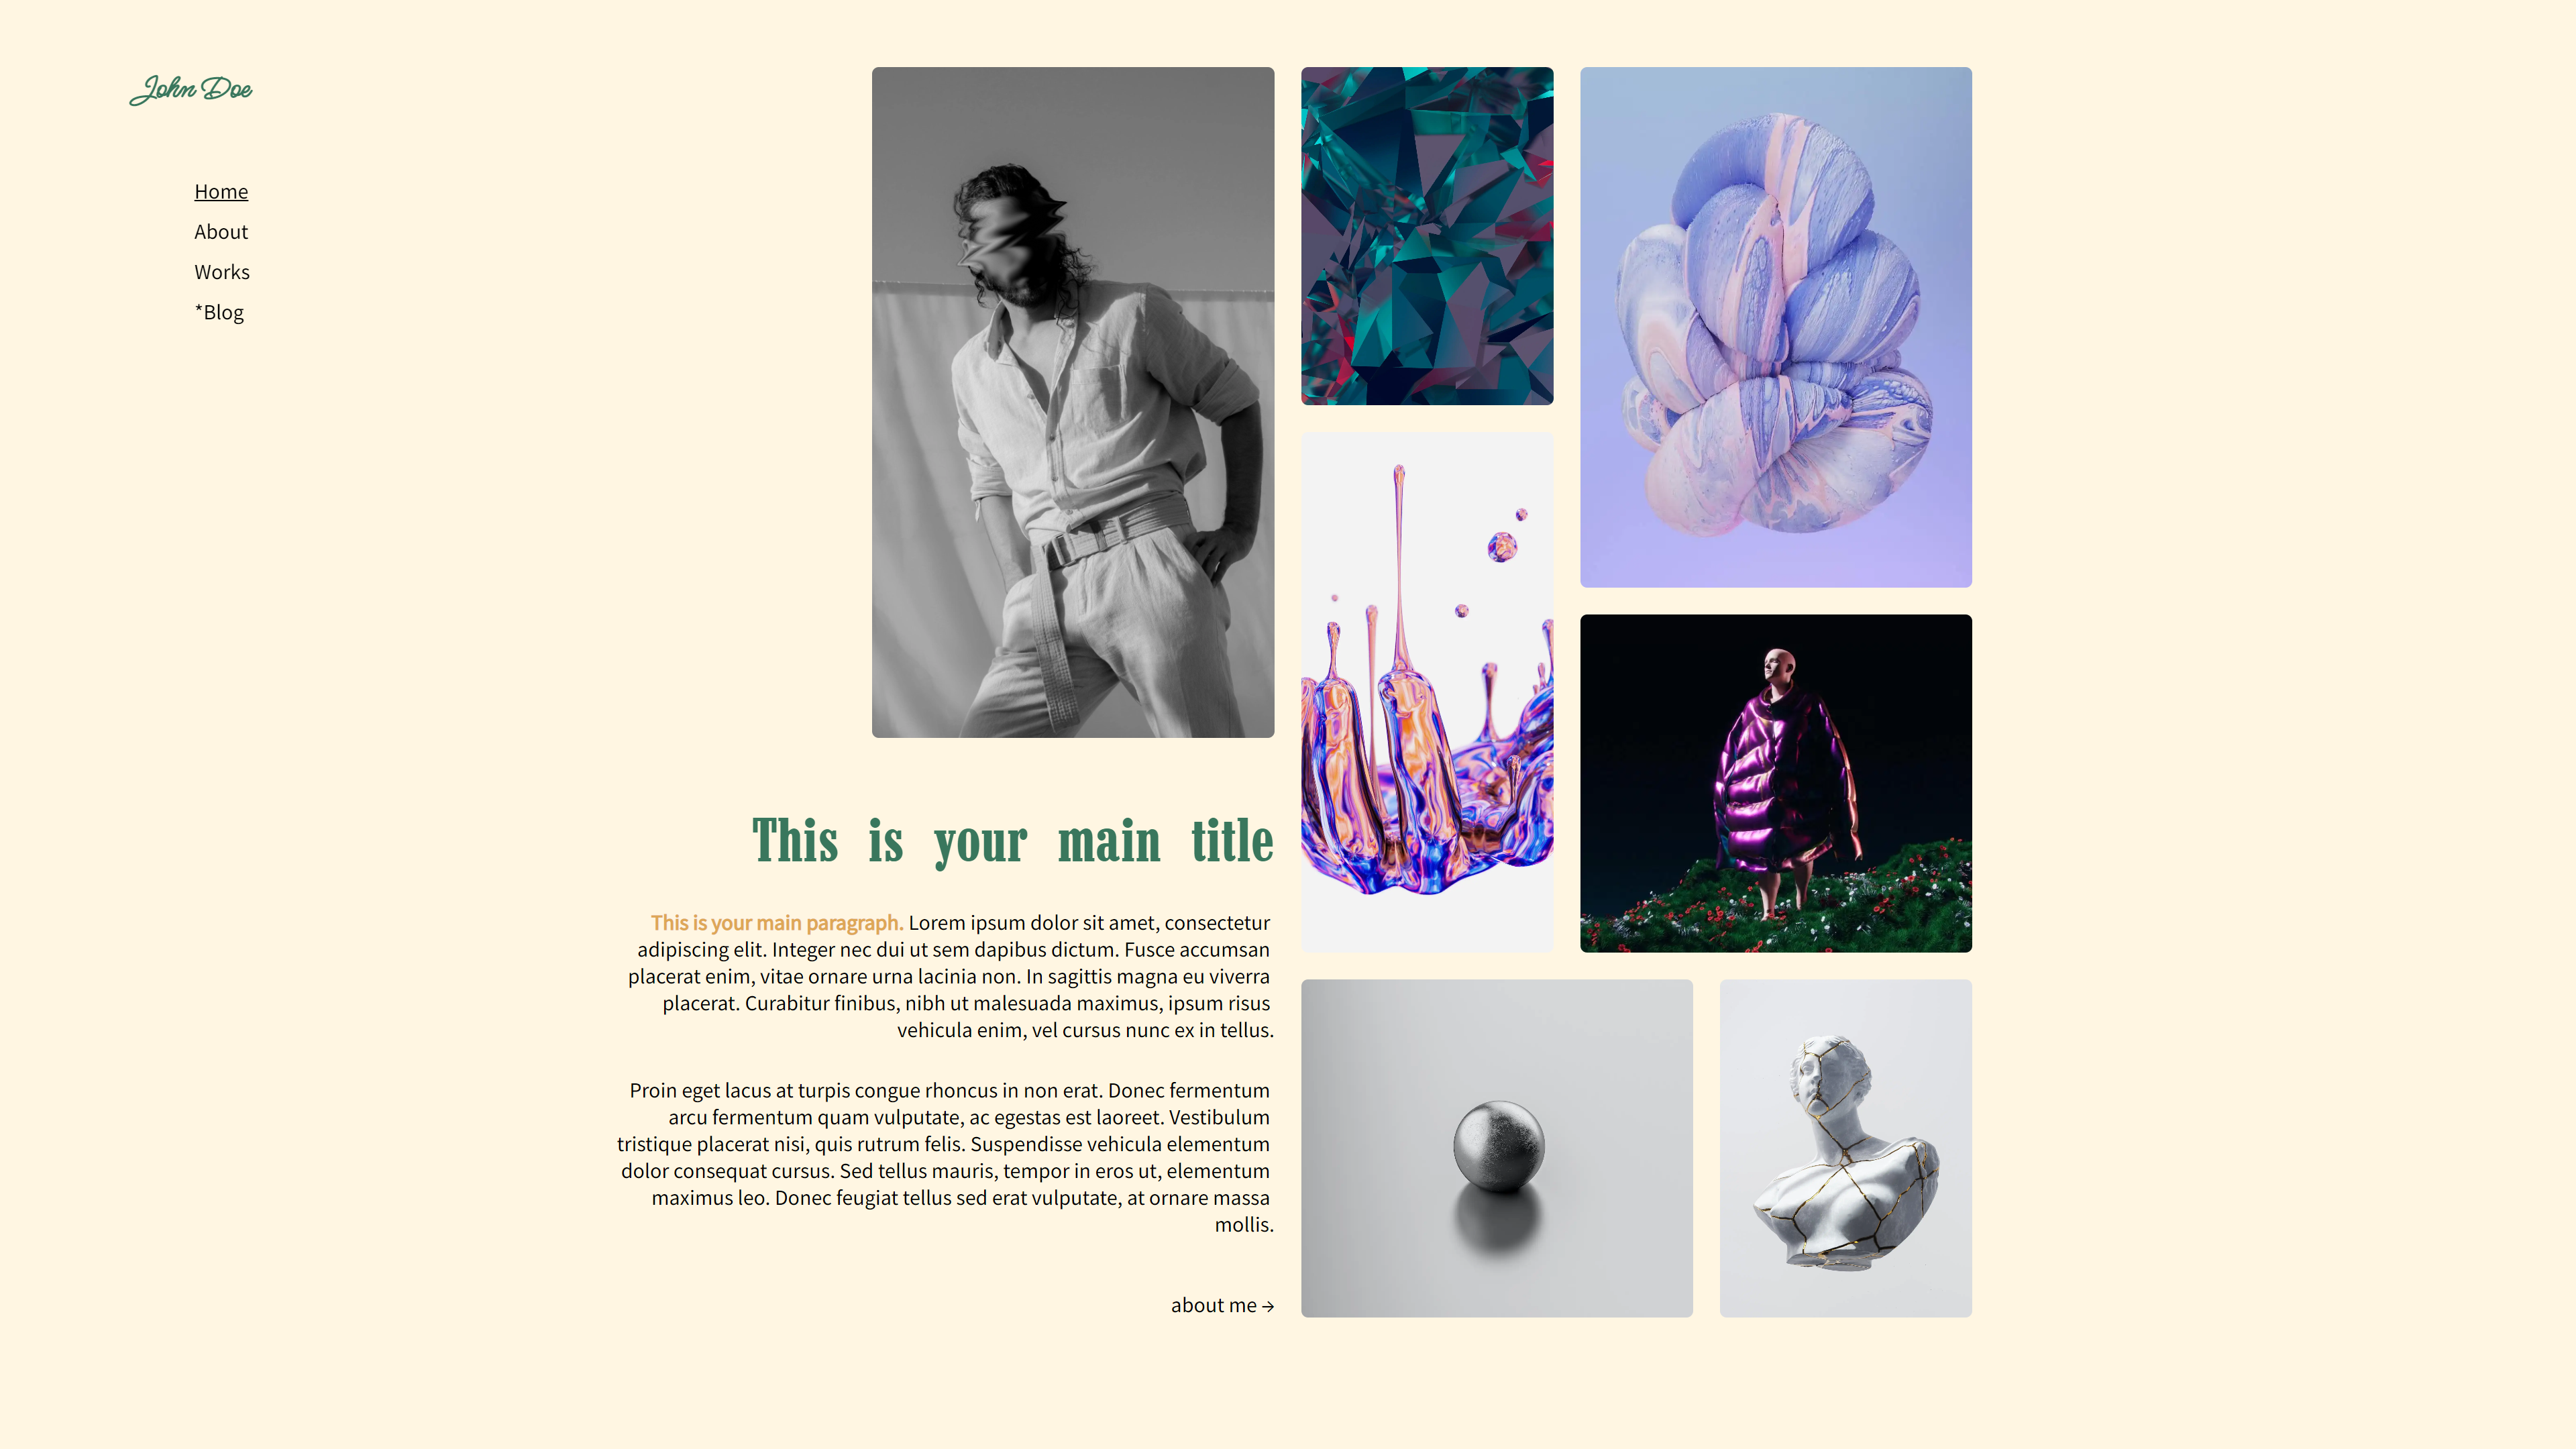 John Doe
Home
About
Works
*Blog
This is your main title
This is your main paragraph. Lorem ipsum dolor sit amet, consectetur
adipiscing elit. Integer nec dui ut sem dapibus dictum. Fusce accumsan
placerat enim, vitae ornare urna lacinia non. In sagittis magna eu viverra
placerat. Curabitur finibus, nibh ut malesuada maximus, ipsum risus
vehicula enim, vel cursus nunc ex in tellus.
Proin eget lacus at turpis congue rhoncus in non erat. Donec fermentum
arcu fermentum quam vulputate, ac egestas est laoreet. Vestibulum
tristique placerat nisi, quis rutrum felis. Suspendisse vehicula elementum
dolor consequat cursus. Sed tellus mauris, tempor in eros ut, elementum
maximus leo. Donec feugiat tellus sed erat vulputate, at ornare massa
mollis.
about me →